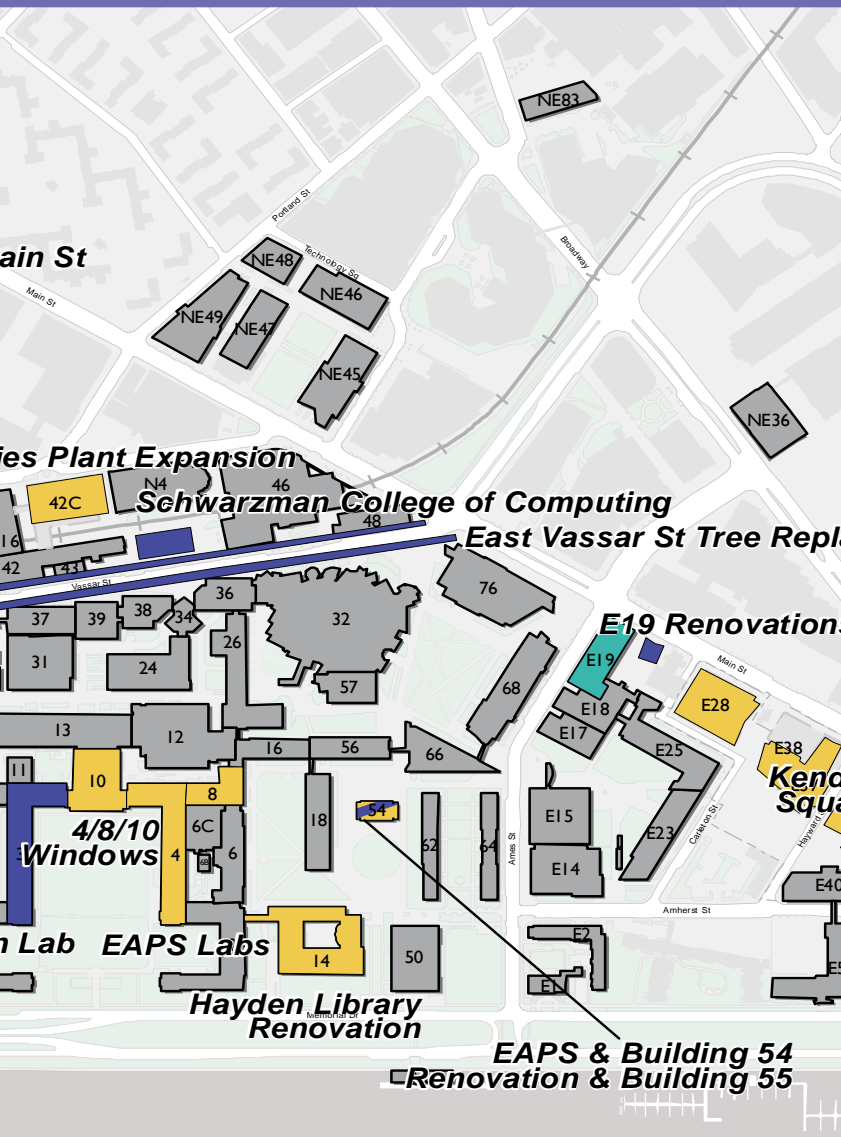 NE83
Portland St
ain St
Technology Sq
NE48
Broadway
NE46
Main St
NE49
NE47
NE45
NE36
ies Plant Expansion
N4
46
42C
Schwarzman College of Computing
48
16
East Vassar St Tree Repla
42
43
Vassar St
76
36
38
34
37
39
32
E19 Renovations
26
31
24
E19
Main St
57
68
E28
E18
13
12
E17
E25
16
56
66
E38
11
10
Kend
Squa
8
54
E15
18
6C
4/8/10
Windows
4
6
62
64
E23
Carleton St
Hayward
Ames St
E14
E40
Amherst St
n Lab
EAPS Labs
E2
14
50
E1
Hayden Library
Renovation
Memorial Dr
EAPS & Building 54
Renovation & Building 55